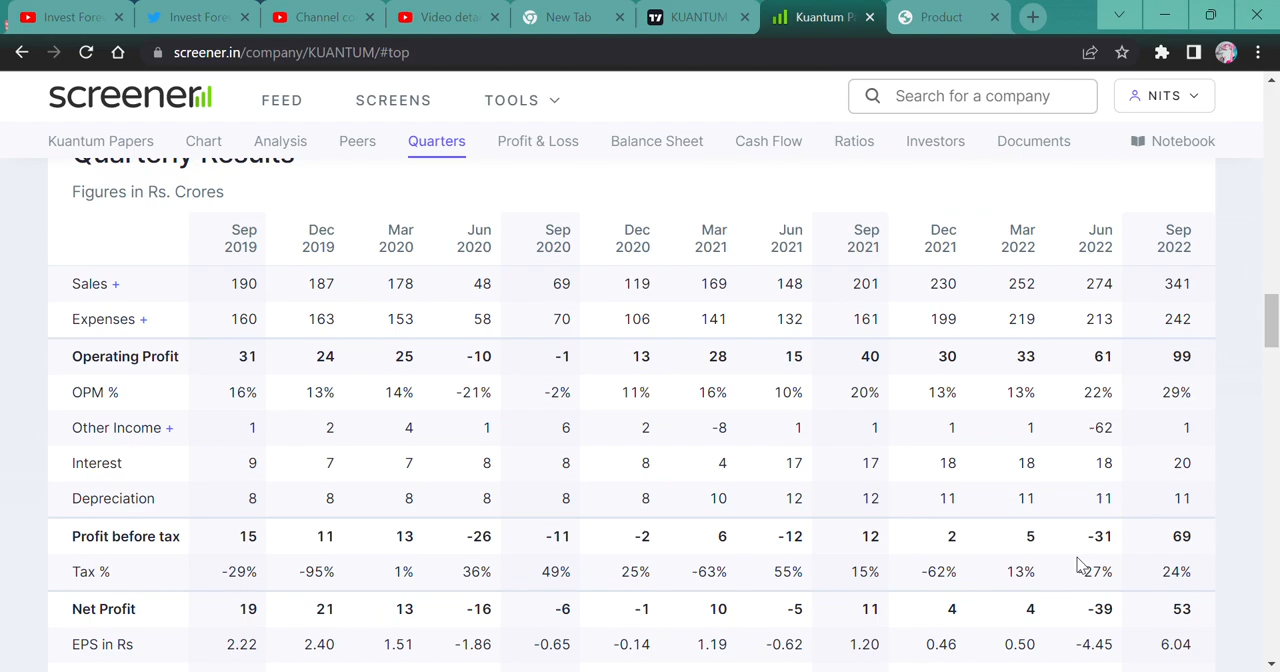 Invest Fore
Invest Fore
Channel co
Video deta
New Tab
KUANTUM
Kuantum P
Product
screener.in/company/KUANTUM/#top
screener
FEED
SCREENS
TOOLS
Search for a company
NITS
Kuantum Papers
Chart
Analysis
Peers
Quarters
Profit & Loss
Balance Sheet
Cash Flow
Ratios
Investors
Documents
Notebook
Quarterly Results
Figures in Rs. Crores
Sep 2019 Dec 2019 Mar 2020 Jun 2020 Sep 2020 Dec 2020 Mar 2021 Jun 2021 Sep 2021 Dec 2021 Mar 2022 Jun 2022 Sep 2022
Sales + 190 187 178 48 69 119 169 148 201 230 252 274 341
Expenses + 160 163 153 58 70 106 141 132 161 199 219 213 242
Operating Profit 31 24 25 -10 -1 13 28 15 40 30 33 61 99
OPM % 16% 13% 14% -21% -2% 11% 16% 10% 20% 13% 13% 22% 29%
Other Income + 1 2 4 1 6 2 -8 1 1 1 1 -62 1
Interest 9 7 7 8 8 8 4 17 17 18 18 18 20
Depreciation 8 8 8 8 8 8 10 12 12 11 11 11 11
Profit before tax 15 11 13 -26 -11 -2 6 -12 12 2 5 -31 69
Tax % -29% -95% 1% 36% 49% 25% -63% 55% 15% -62% 13% 27% 24%
Net Profit 19 21 13 -16 -6 -1 10 -5 11 4 4 -39 53
EPS in Rs 2.22 2.40 1.51 -1.86 -0.65 -0.14 1.19 -0.62 1.20 0.46 0.50 -4.45 6.04